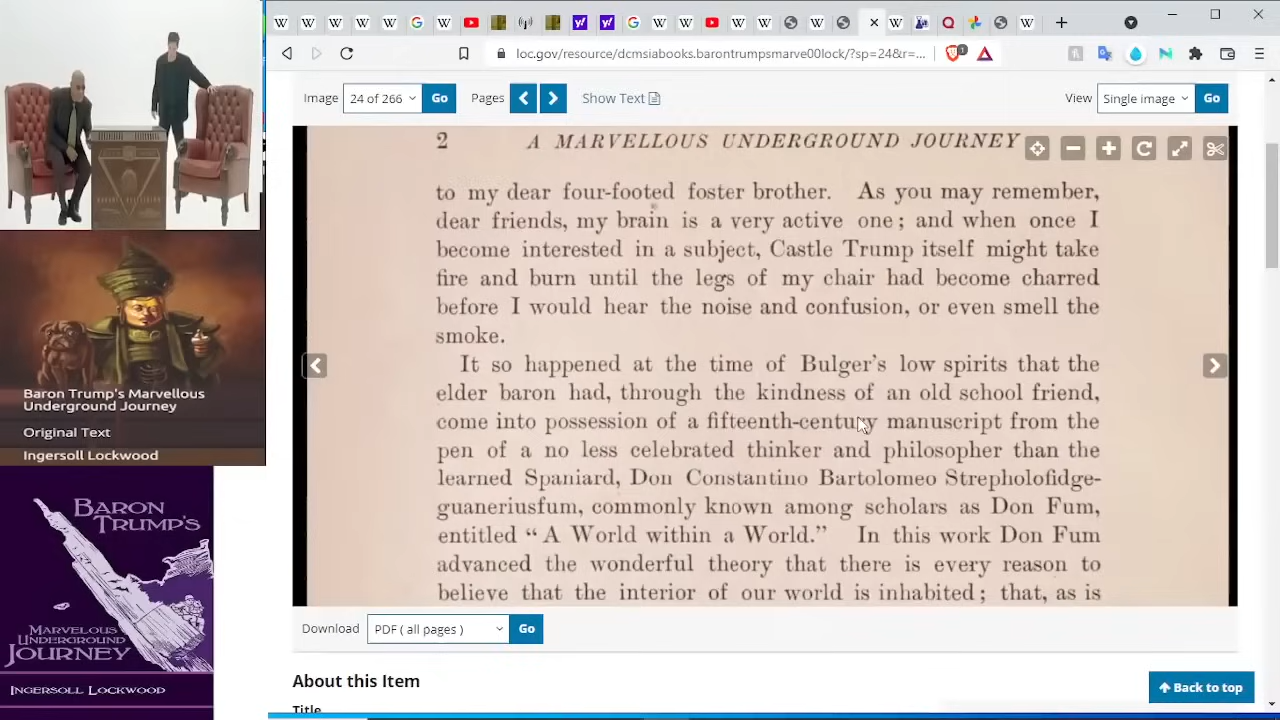 loc.gov/resource/dcmsiabooks.barontrumpsmarve00lock/?sp=24&r=...
1
Image
24 of 266
Go
Pages
Show Text
View
Single image
Go
2
A MARVELLOUS UNDERGROUND JOURNEY
to my dear four-footed foster brother. As you may remember,
dear friends, my brain is a very active one; and when once I
become interested in a subject, Castle Trump itself might take
fire and burn until the legs of my chair had become charred
before I would hear the noise and confusion, or even smell the
smoke.
It so happened at the time of Bulger's low spirits that the
elder baron had, through the kindness of an old school friend,
come into possession of a fifteenth-century manuscript from the
pen of a no less celebrated thinker and philosopher than the
learned Spaniard, Don Constantino Bartolomeo Strepholofidge-
guaneriusfum, commonly known among scholars as Don Fum,
entitled "A World within a World." In this work Don Fum
advanced the wonderful theory that there is every reason to
believe that the interior of our world is inhabited; that, as is
Download
PDF ( all pages )
Go
About this Item
Title
Back to top
Baron Trump's Marvellous
Underground Journey
Original Text
Ingersoll Lockwood
BARON
TRUMP'S
MARVELOUS
UNDERGROUND
JOURNEY
INGERSOLL LOCKWOOD